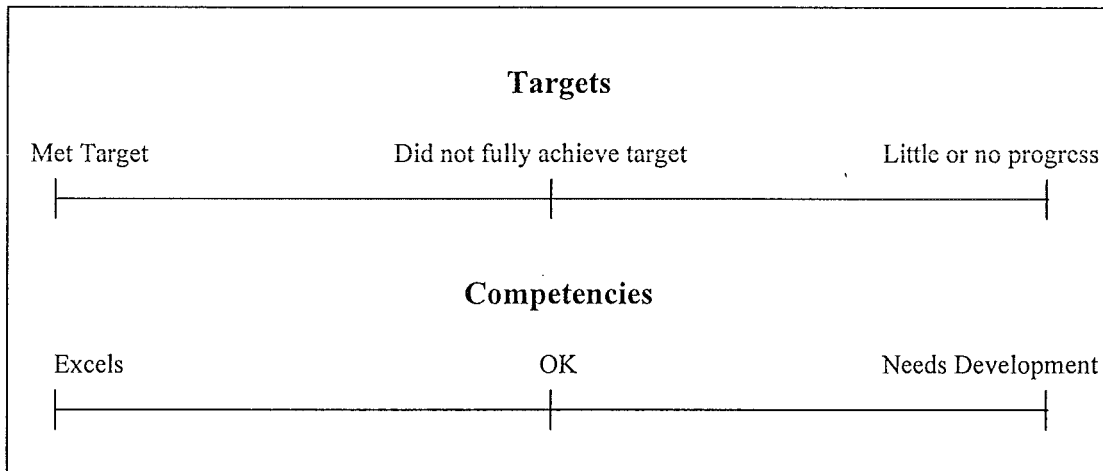 Targets
Met Target Did not fully achieve target Little or no progress
Competencies
Excels OK Needs Development